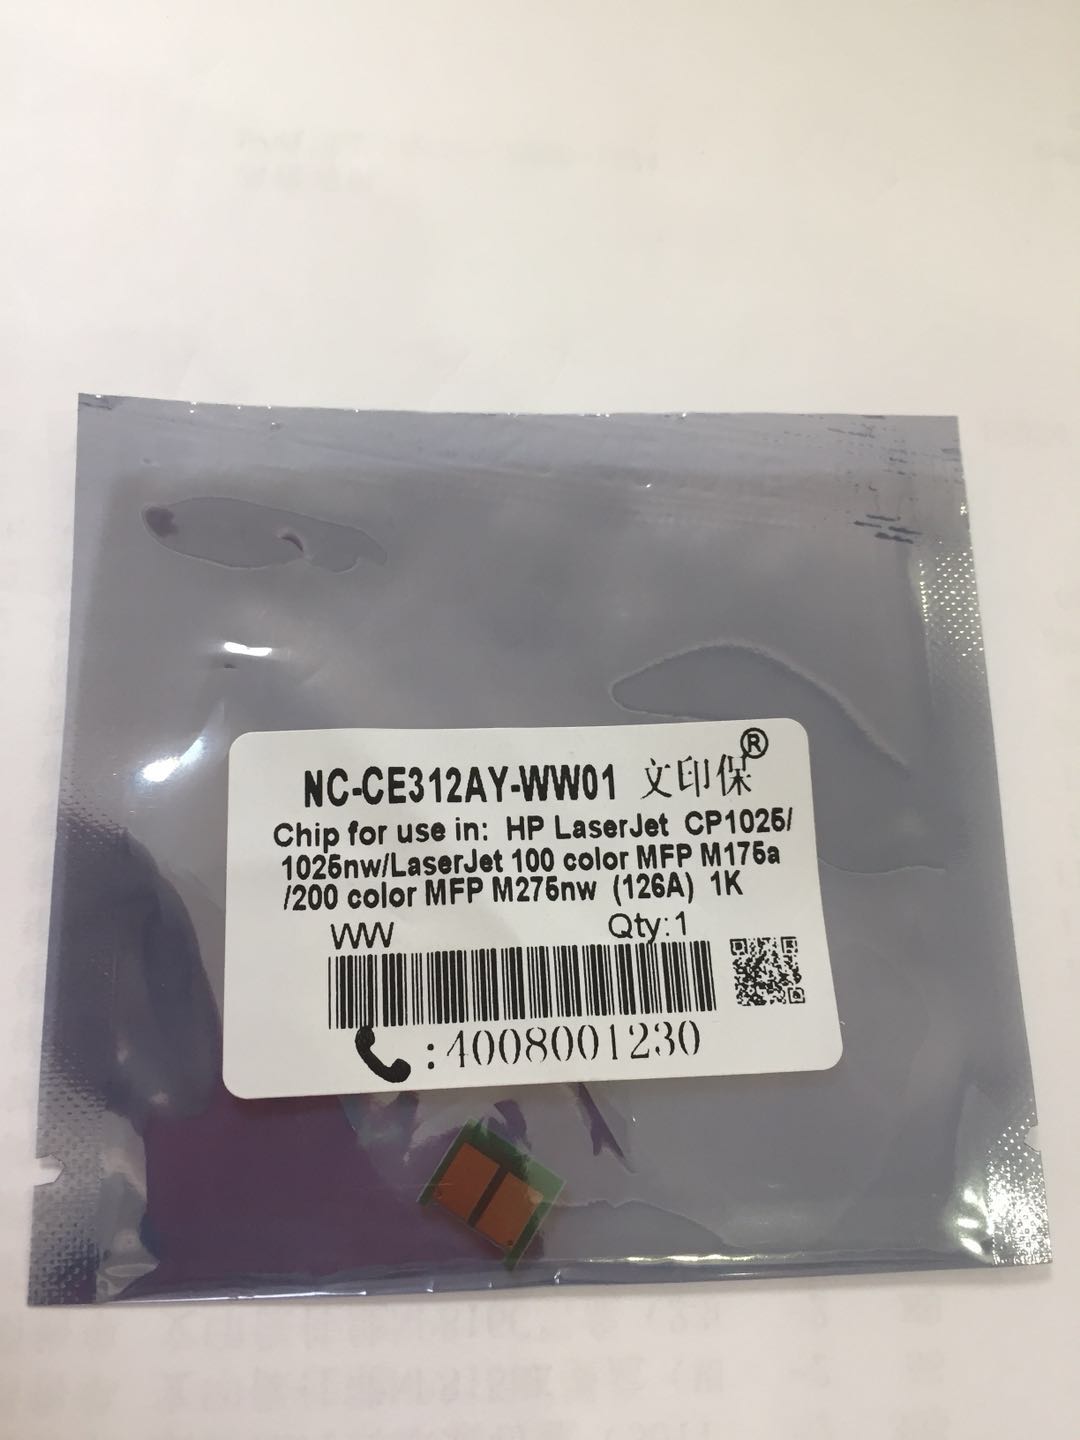 NC-CE312AY-WW01 文印保®
Chip for use in: HP LaserJet CP1025/
1025nw/LaserJet 100 color MFP M175a
/200 color MFP M275nw (126A) 1K
WW Qty:1
:4008001230